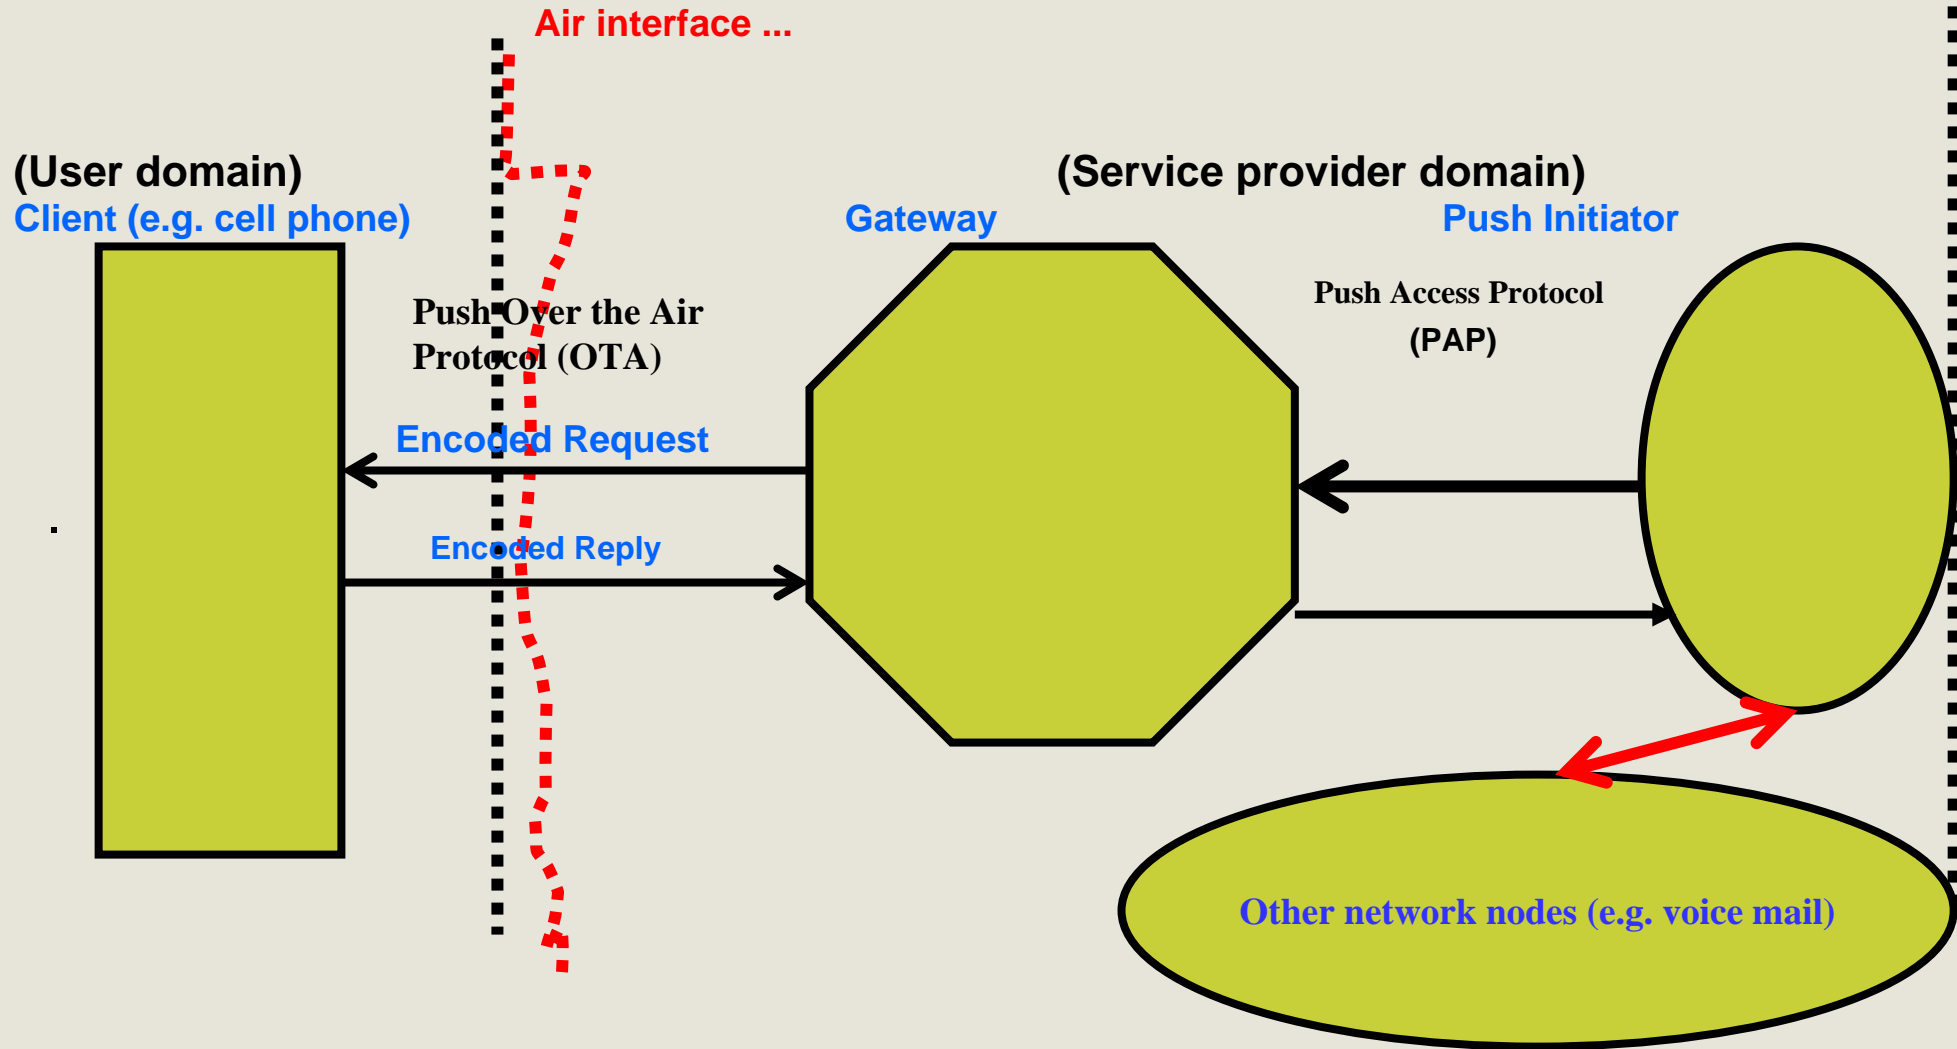 Air interface ...
(User domain)
(Service provider domain)
Client (e.g. cell phone)
Gateway
Push Initiator
Push Over the Air
Protocol (OTA)
Push Access Protocol
(PAP)
Encoded Request
Encoded Reply
Other network nodes (e.g. voice mail)